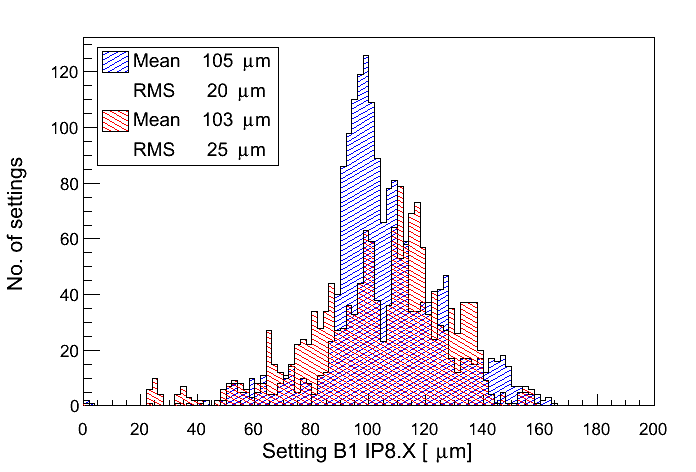 Mean 105 μm
RMS 20 μm
Mean 103 μm
RMS 25 μm
No. of settings
120
100
80
60
40
20
0
0 20 40 60 80 100 120 140 160 180 200
Setting B1 IP8.X [ μm]